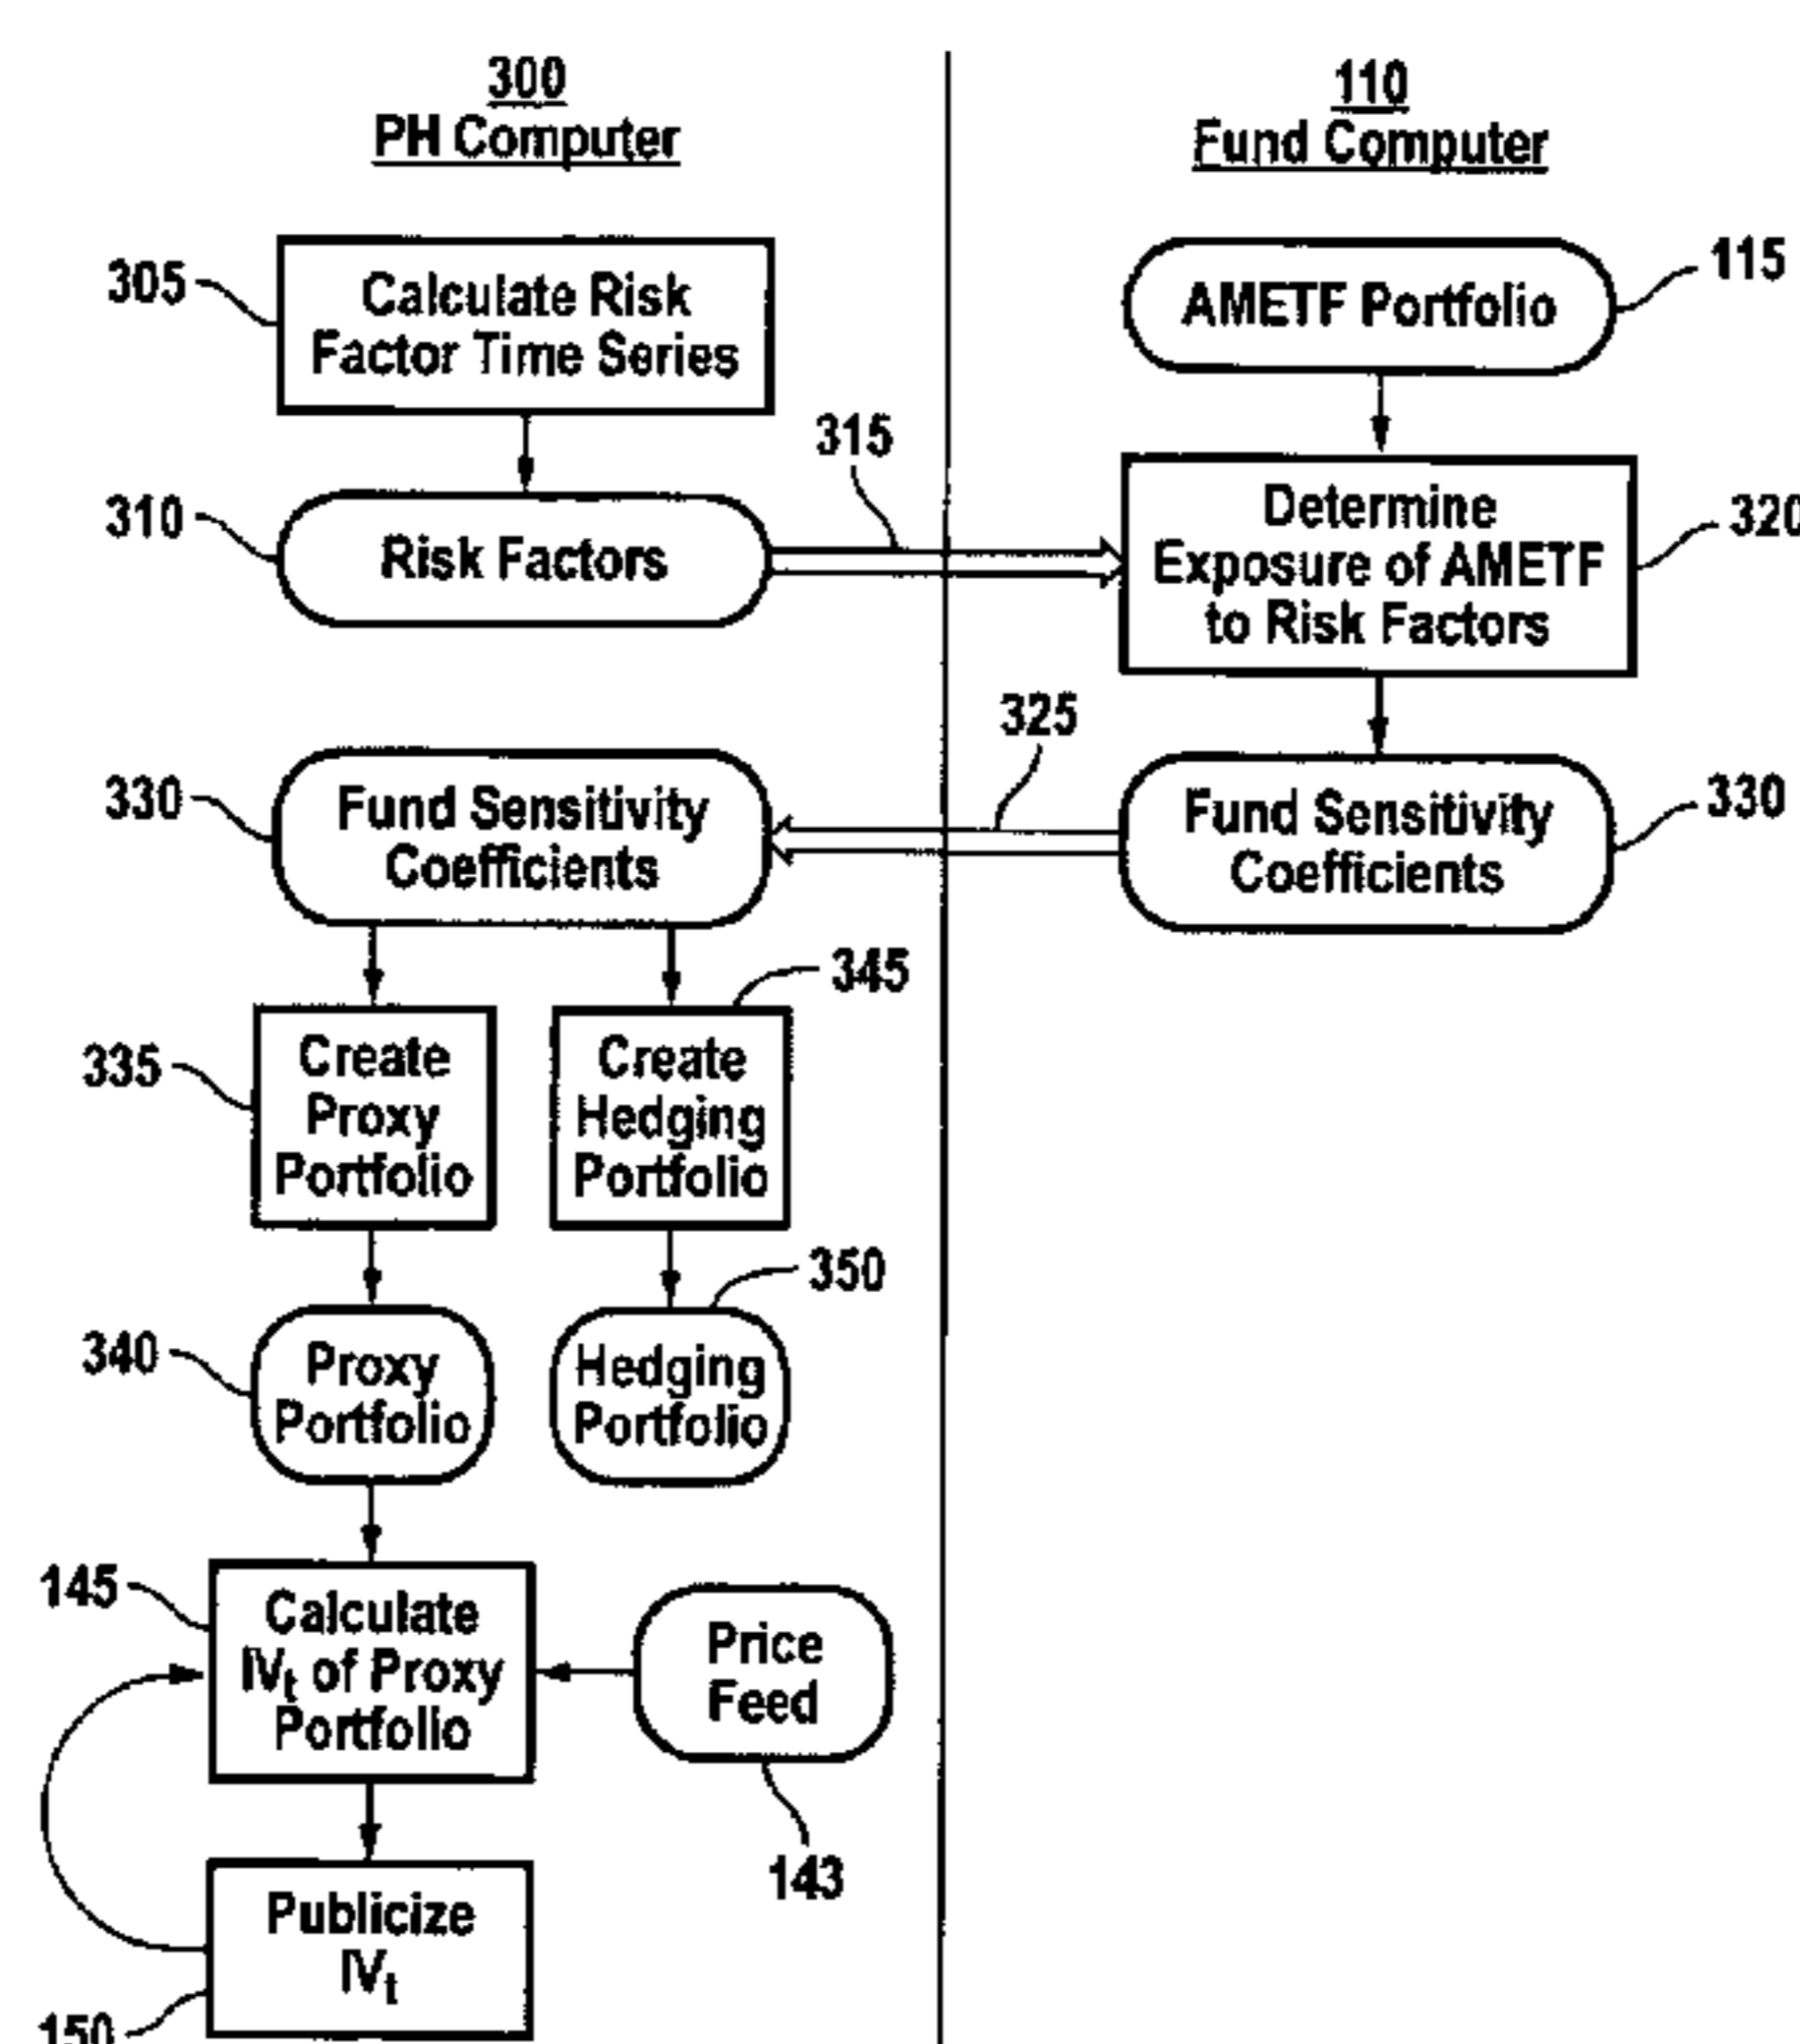 300
PH Computer
110
Fund Computer
305
Calculate Risk
Factor Time Series
AMETF Portfolio
115
310
Risk Factors
315
Determine
Exposure of AMETF
to Risk Factors
320
330
Fund Sensitivity
Coefficients
325
Fund Sensitivity
Coefficients
330
335
Create
Proxy
Portfolio
345
Create
Hedging
Portfolio
340
Proxy
Portfolio
350
Hedging
Portfolio
145
Calculate
IVt of Proxy
Portfolio
Price
Feed
143
Publicize
IVt
150